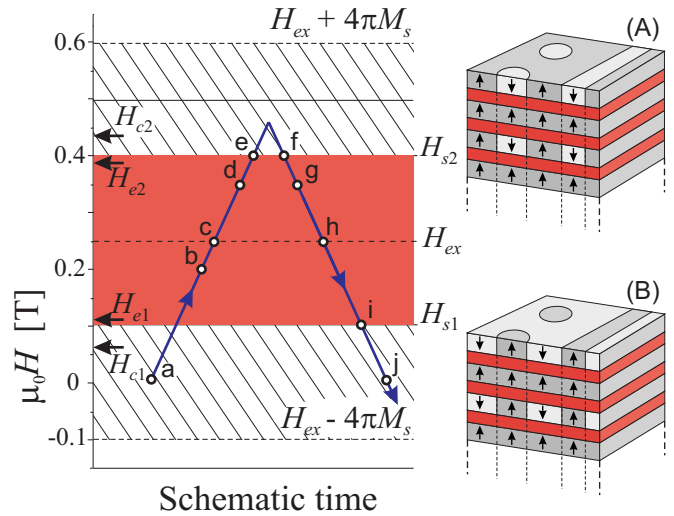 H_ex + 4πM_s
(A)
0.6
H_c2
e
f
0.4
H_s2
H_e2
d
g
c
h
H_ex
b
0.2
(B)
H_e1
i
H_s1
H_c1
a
j
0
H_ex - 4πM_s
-0.1
μ₀H [T]
Schematic time